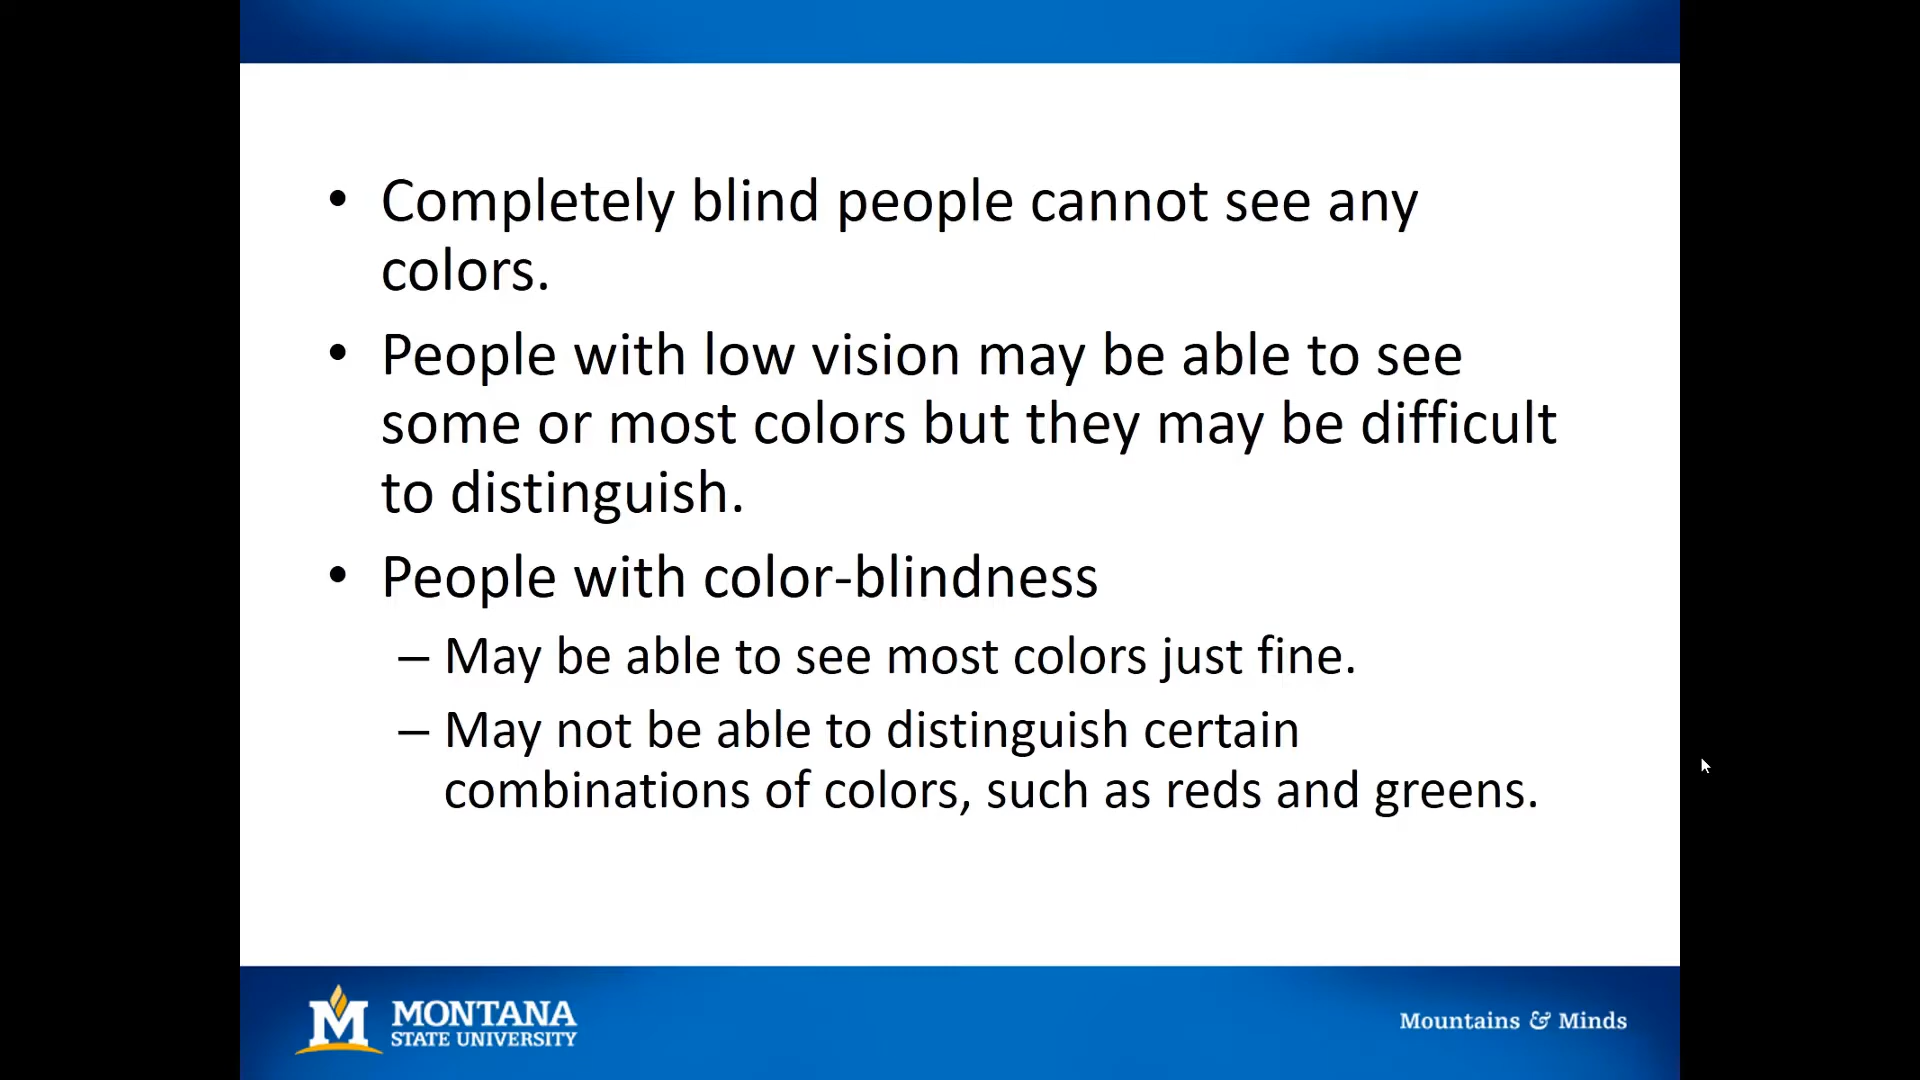 • Completely blind people cannot see any
colors.
• People with low vision may be able to see
some or most colors but they may be difficult
to distinguish.
• People with color-blindness
– May be able to see most colors just fine.
– May not be able to distinguish certain
combinations of colors, such as reds and greens.
M MONTANA
STATE UNIVERSITY
Mountains & Minds